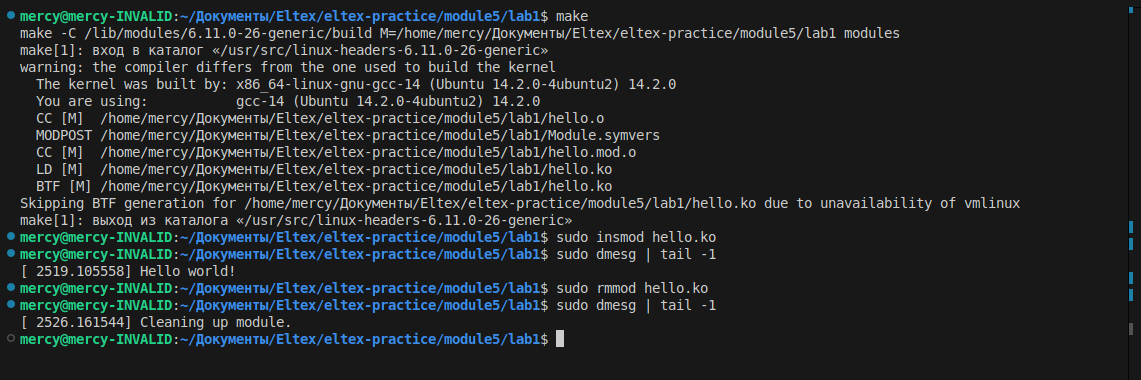 mercy@mercy-INVALID:~/Документы/Eltex/eltex-practice/module5/lab1$ make
make -C /lib/modules/6.11.0-26-generic/build M=/home/mercy/Документы/Eltex/eltex-practice/module5/lab1 modules
make[1]: вход в каталог «/usr/src/linux-headers-6.11.0-26-generic»
warning: the compiler differs from the one used to build the kernel
  The kernel was built by: x86_64-linux-gnu-gcc-14 (Ubuntu 14.2.0-4ubuntu2) 14.2.0
  You are using:           gcc-14 (Ubuntu 14.2.0-4ubuntu2) 14.2.0
  CC [M]  /home/mercy/Документы/Eltex/eltex-practice/module5/lab1/hello.o
  MODPOST /home/mercy/Документы/Eltex/eltex-practice/module5/lab1/Module.symvers
  CC [M]  /home/mercy/Документы/Eltex/eltex-practice/module5/lab1/hello.mod.o
  LD [M]  /home/mercy/Документы/Eltex/eltex-practice/module5/lab1/hello.ko
  BTF [M] /home/mercy/Документы/Eltex/eltex-practice/module5/lab1/hello.ko
Skipping BTF generation for /home/mercy/Документы/Eltex/eltex-practice/module5/lab1/hello.ko due to unavailability of vmlinux
make[1]: выход из каталога «/usr/src/linux-headers-6.11.0-26-generic»
mercy@mercy-INVALID:~/Документы/Eltex/eltex-practice/module5/lab1$ sudo insmod hello.ko
mercy@mercy-INVALID:~/Документы/Eltex/eltex-practice/module5/lab1$ sudo dmesg | tail -1
[ 2519.105558] Hello world!
mercy@mercy-INVALID:~/Документы/Eltex/eltex-practice/module5/lab1$ sudo rmmod hello.ko
mercy@mercy-INVALID:~/Документы/Eltex/eltex-practice/module5/lab1$ sudo dmesg | tail -1
[ 2526.161544] Cleaning up module.
mercy@mercy-INVALID:~/Документы/Eltex/eltex-practice/module5/lab1$